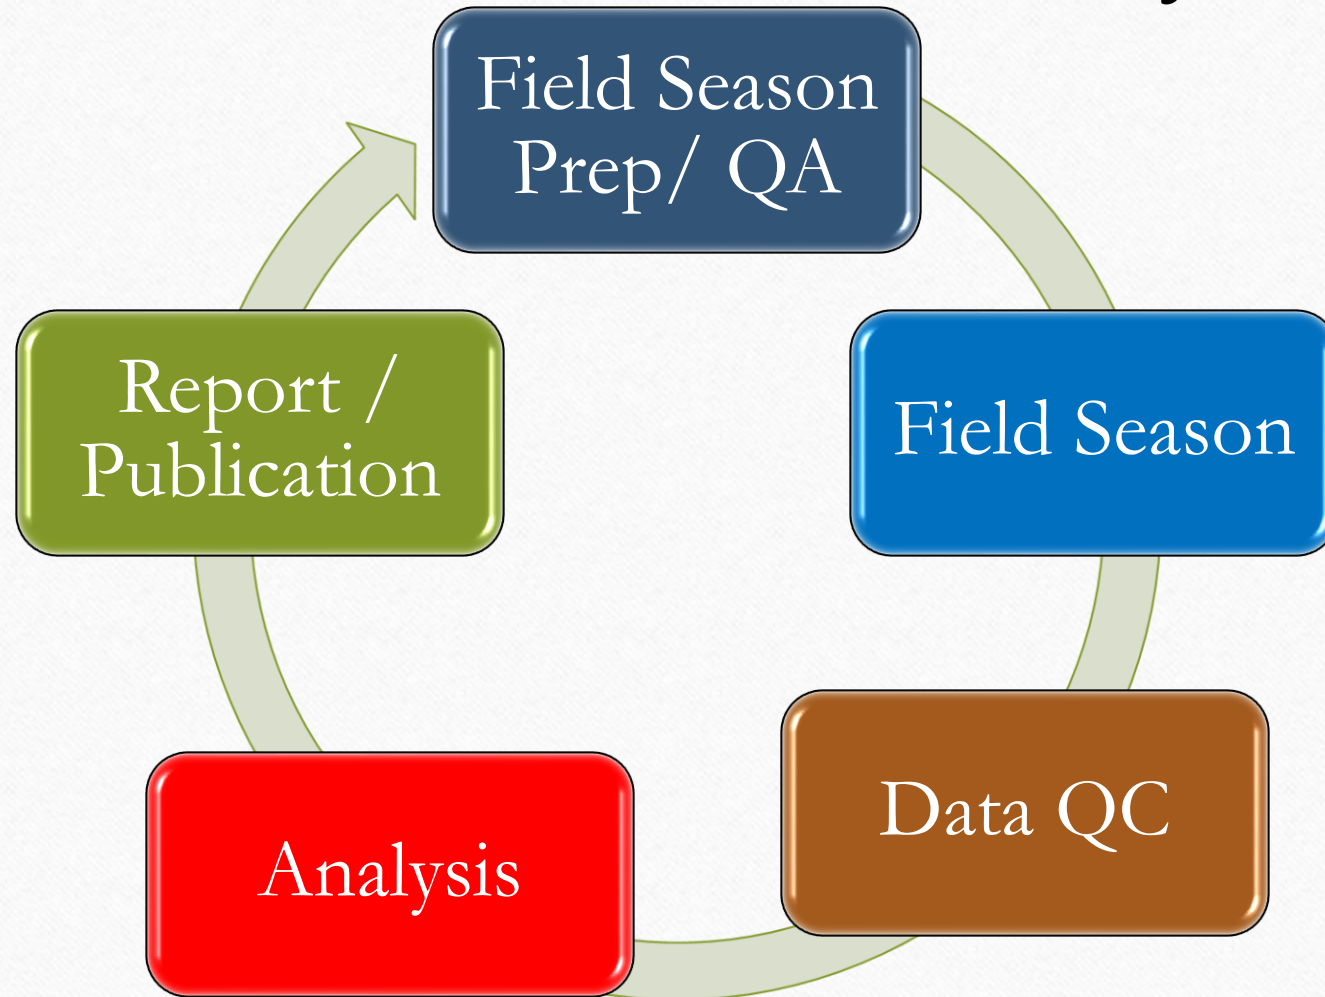 Field Season
Prep/ QA
Field Season
Data QC
Analysis
Report /
Publication